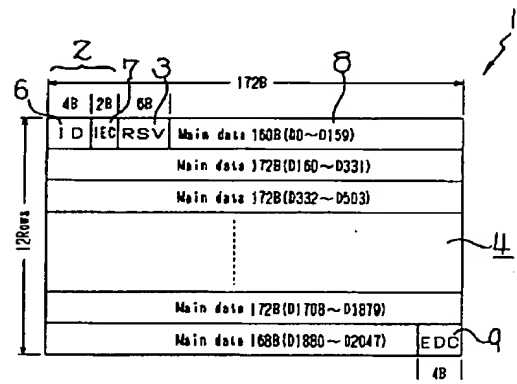 1
2
7 3 8
172B
6 4B 2B 6B
ID IEC RSV Main data 160B(D0~D159)
Main data 172B(D160~D331)
Main data 172B(D332~D503)
12Rows
4
Main data 172B(D1708~D1879)
Main data 168B(D1880~D2047) EDC 9
4B